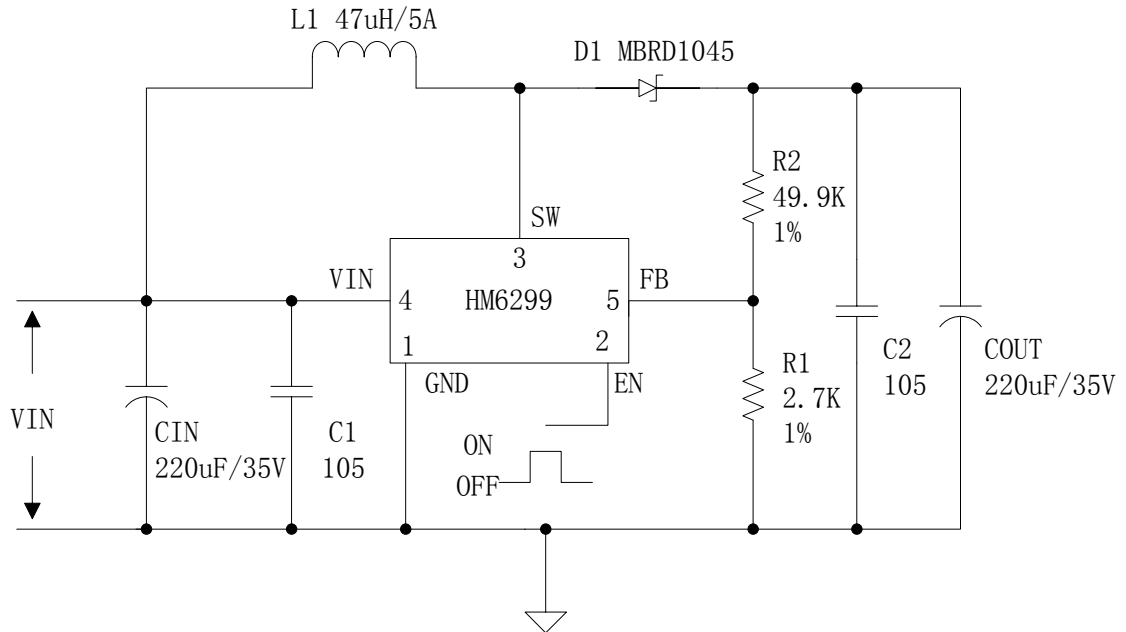 L1 47uH/5A
D1 MBRD1045
R2
49.9K
1%
SW
3
VIN
FB
4
HM6299
5
1
2
GND
EN
R1
2.7K
1%
C2
105
COUT
220uF/35V
VIN
CIN
220uF/35V
C1
105
ON
OFF